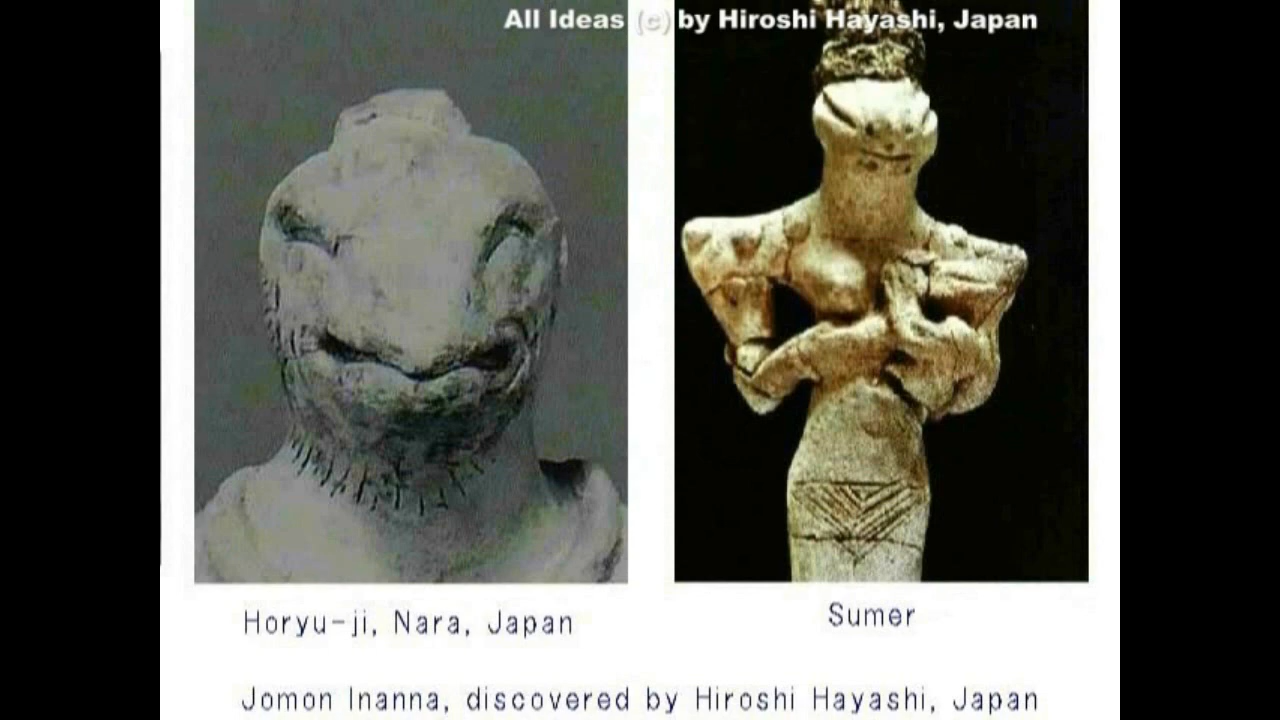 All Ideas (c) by Hiroshi Hayashi, Japan
Horyu-ji, Nara, Japan
Sumer
Jomon Inanna, discovered by Hiroshi Hayashi, Japan